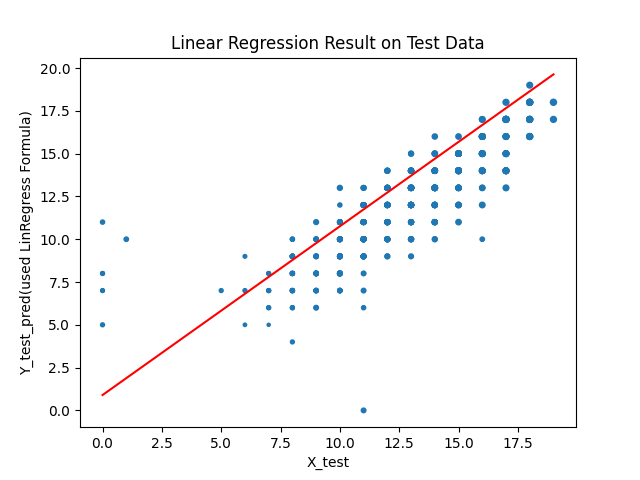 Linear Regression Result on Test Data
Y_test_pred(used LinRegress Formula)
20.0
17.5
15.0
12.5
10.0
7.5
5.0
2.5
0.0
0.0 2.5 5.0 7.5 10.0 12.5 15.0 17.5
X_test